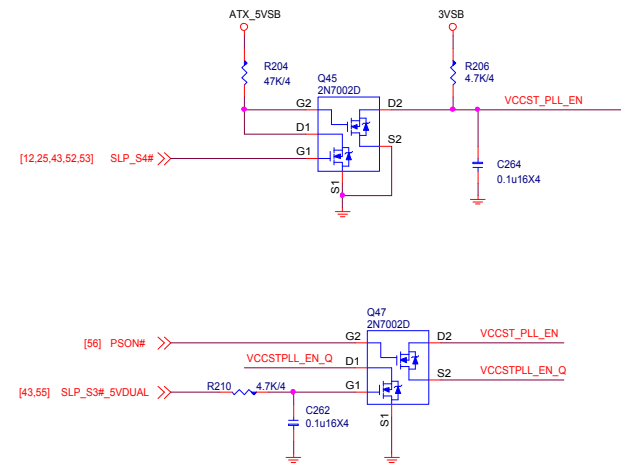 ATX_5VSB
3VSB
R204
47K/4
Q45
2N7002D
R206
4.7K/4
G2
D2
VCCST_PLL_EN
D1
S2
[12,25,43,52,53] SLP_S4#
G1
S1
C264
0.1u16X4
Q47
2N7002D
[56] PSON#
G2
D2
VCCST_PLL_EN
VCCSTPLL_EN_Q
D1
S2
VCCSTPLL_EN_Q
[43,55] SLP_S3#_5VDUAL
R210
4.7K/4
G1
S1
C262
0.1u16X4